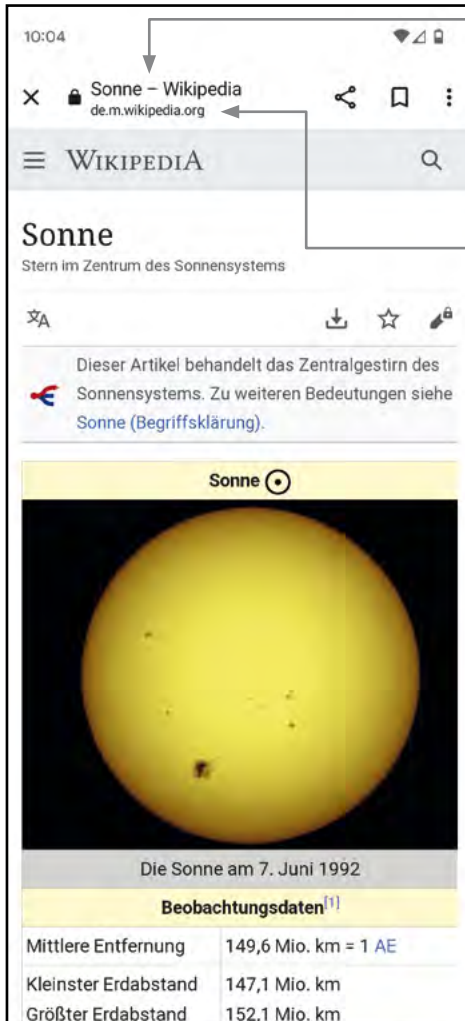 10:04
Sonne – Wikipedia
de.m.wikipedia.org
WIKIPEDIA
Sonne
Stern im Zentrum des Sonnensystems
Dieser Artikel behandelt das Zentralgestirn des
Sonnensystems. Zu weiteren Bedeutungen siehe
Sonne (Begriffsklärung).
Sonne
Die Sonne am 7. Juni 1992
Beobachtungsdaten[1]
Mittlere Entfernung 149,6 Mio. km = 1 AE
Kleinster Erdabstand 147,1 Mio. km
Größter Erdabstand 152,1 Mio. km